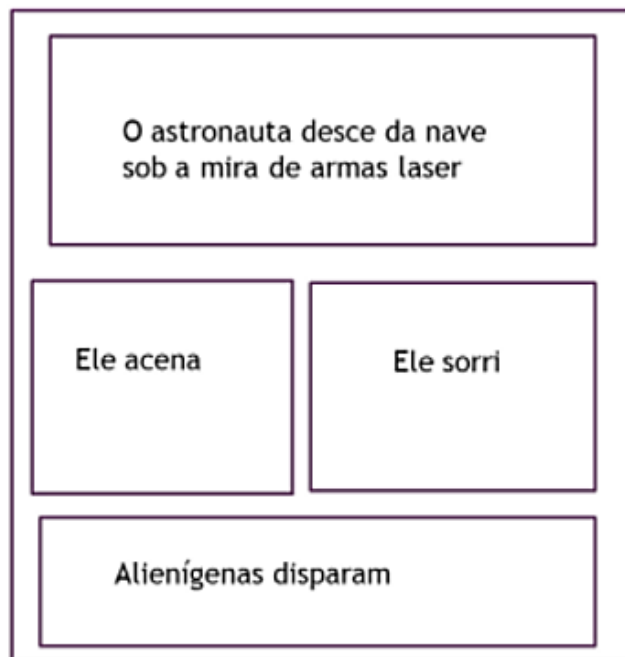 O astronauta desce da nave
sob a mira de armas laser
Ele acena
Ele sorri
Alienígenas disparam